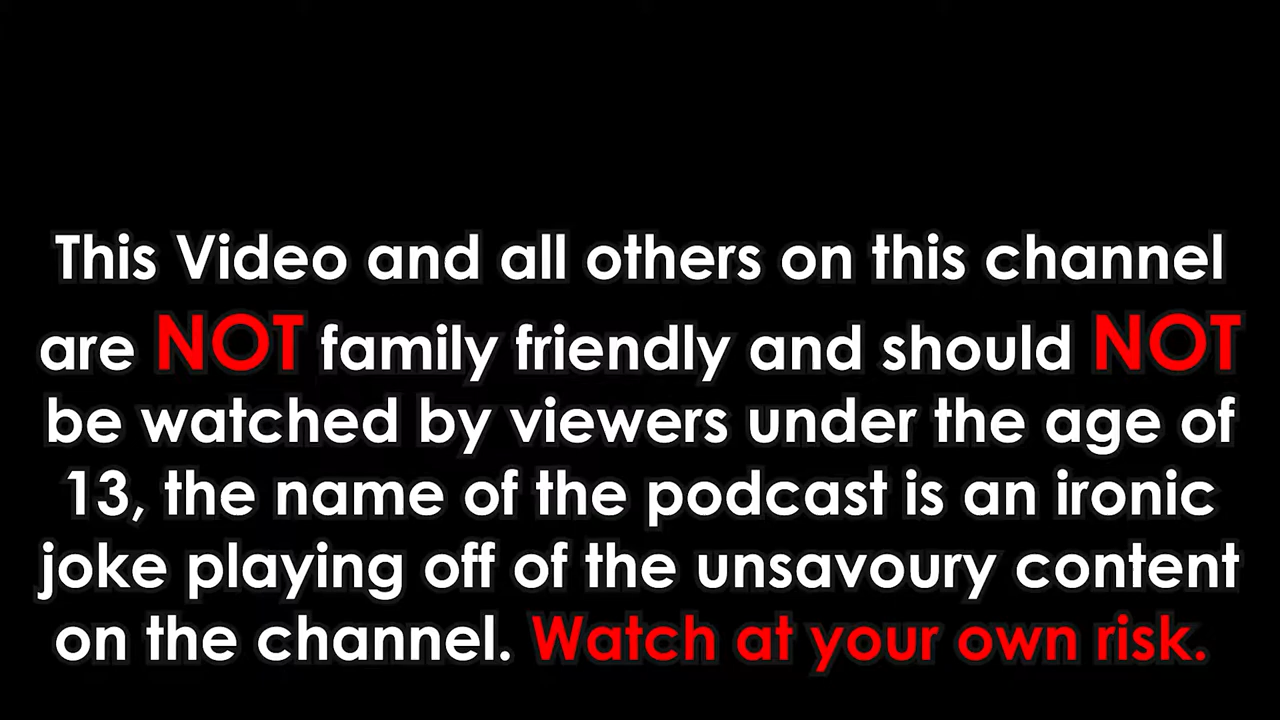 This Video and all others on this channel
are NOT family friendly and should NOT
be watched by viewers under the age of
13, the name of the podcast is an ironic
joke playing off of the unsavoury content
on the channel. Watch at your own risk.